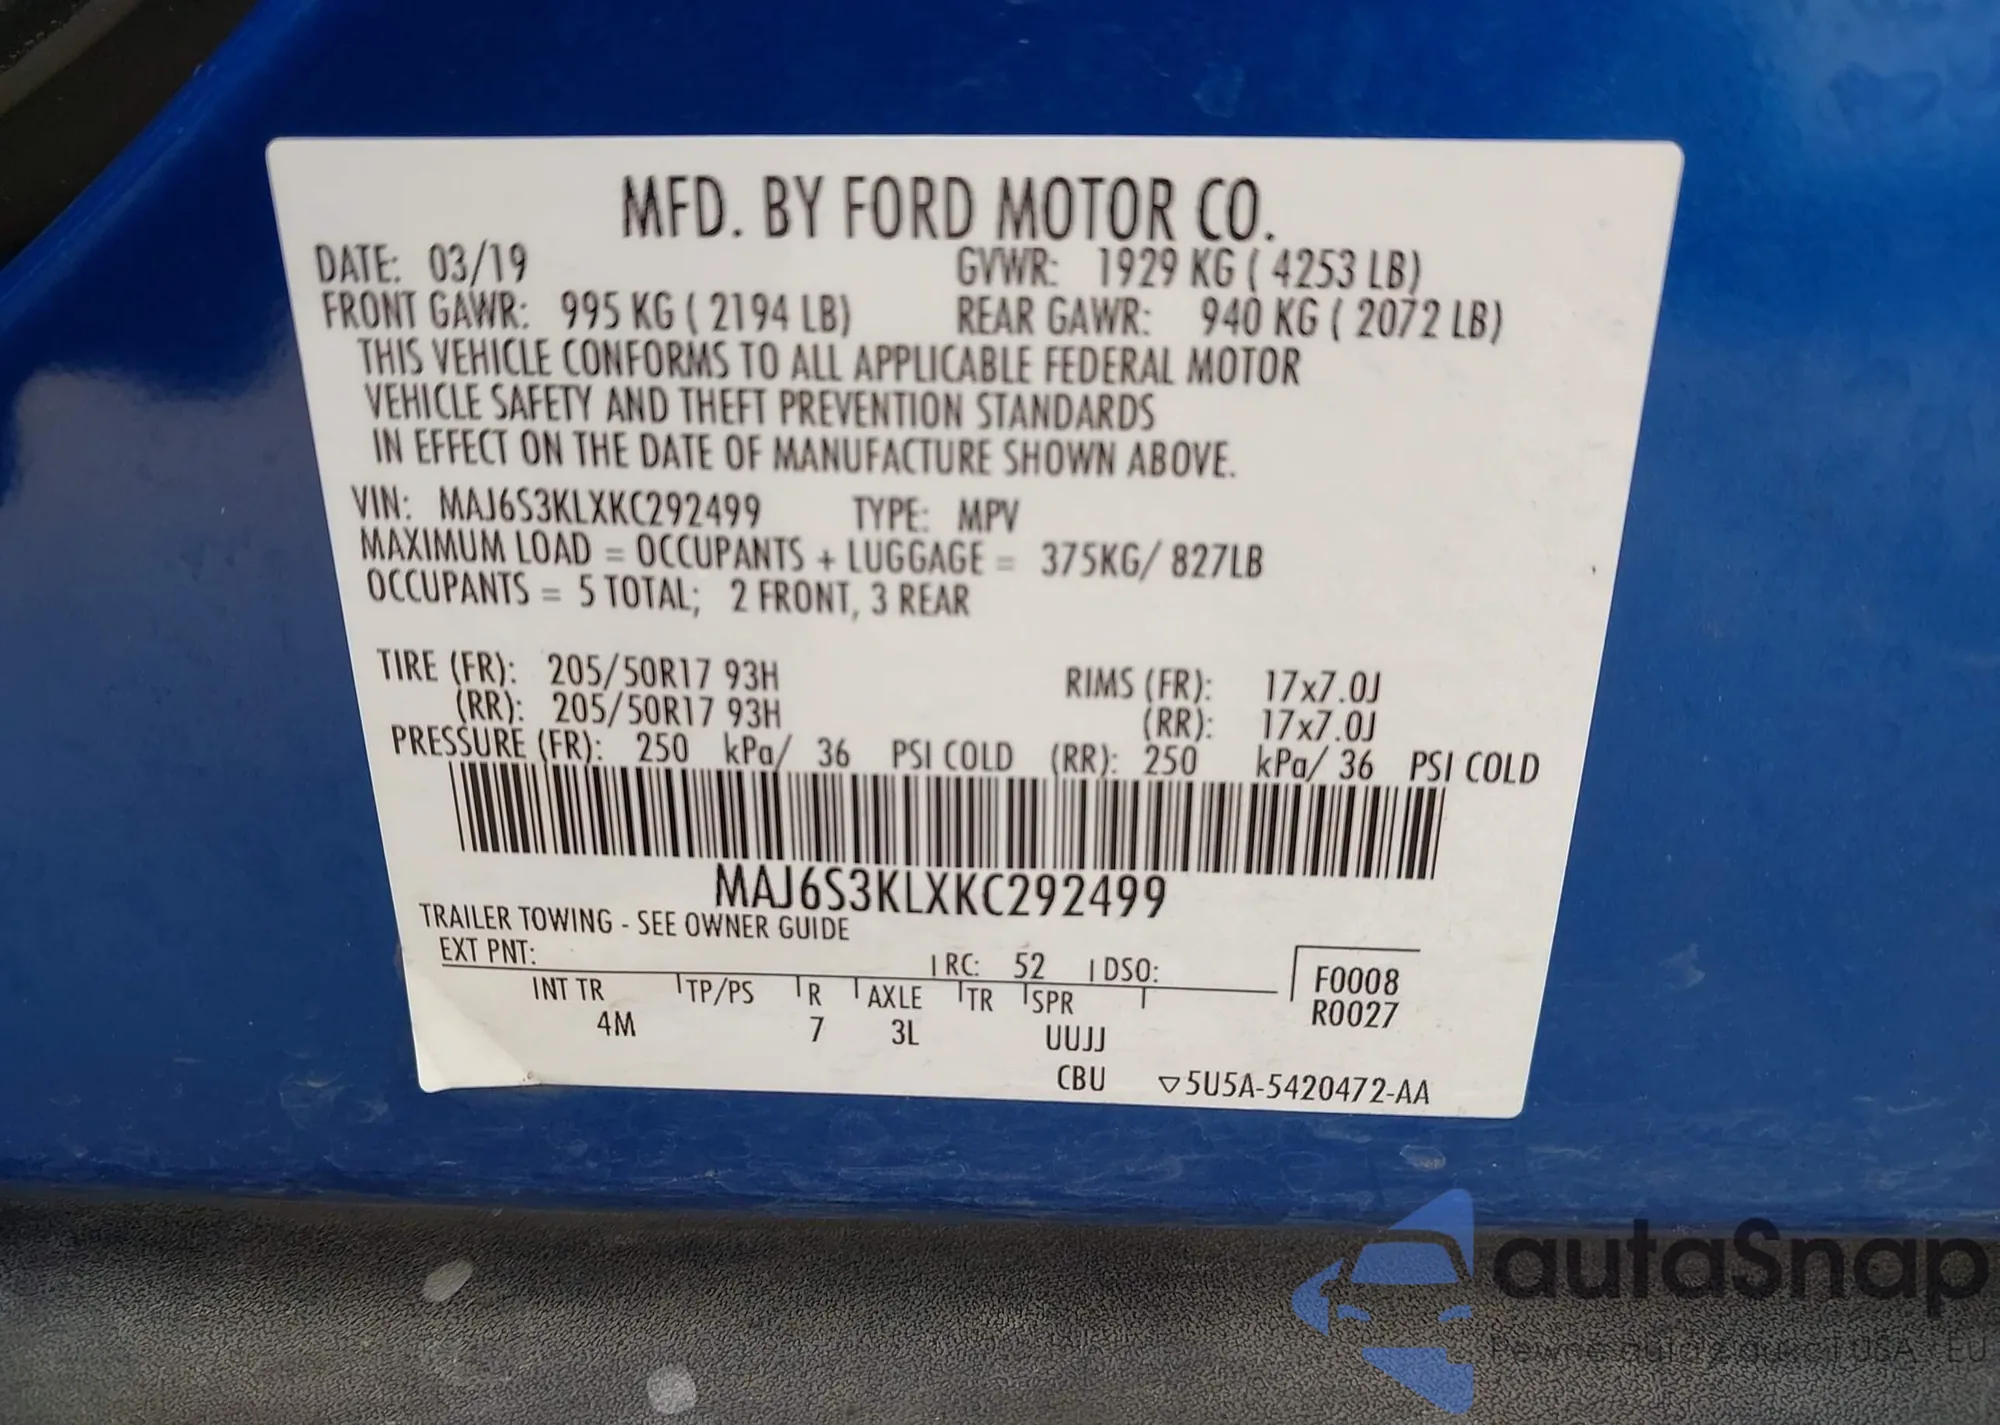 MFD. BY FORD MOTOR CO.
DATE: 03/19 GVWR: 1929 KG ( 4253 LB)
FRONT GAWR: 995 KG ( 2194 LB) REAR GAWR: 940 KG ( 2072 LB)
THIS VEHICLE CONFORMS TO ALL APPLICABLE FEDERAL MOTOR
VEHICLE SAFETY AND THEFT PREVENTION STANDARDS
IN EFFECT ON THE DATE OF MANUFACTURE SHOWN ABOVE.
VIN: MAJ6S3KLXKC292499 TYPE: MPV
MAXIMUM LOAD = OCCUPANTS + LUGGAGE = 375KG/ 827LB
OCCUPANTS = 5 TOTAL; 2 FRONT, 3 REAR
TIRE (FR): 205/50R17 93H RIMS (FR): 17x7.0J
(RR): 205/50R17 93H (RR): 17x7.0J
PRESSURE (FR): 250 kPa/ 36 PSI COLD (RR): 250 kPa/ 36 PSI COLD
MAJ6S3KLXKC292499
TRAILER TOWING - SEE OWNER GUIDE
EXT PNT: RC: 52 DSO: F0008
INT TR TP/PS R AXLE TR SPR R0027
4M 7 3L UUJJ
CBU ▽5U5A-5420472-AA
autaSnap
Pewne auta z aukcji USA / EU